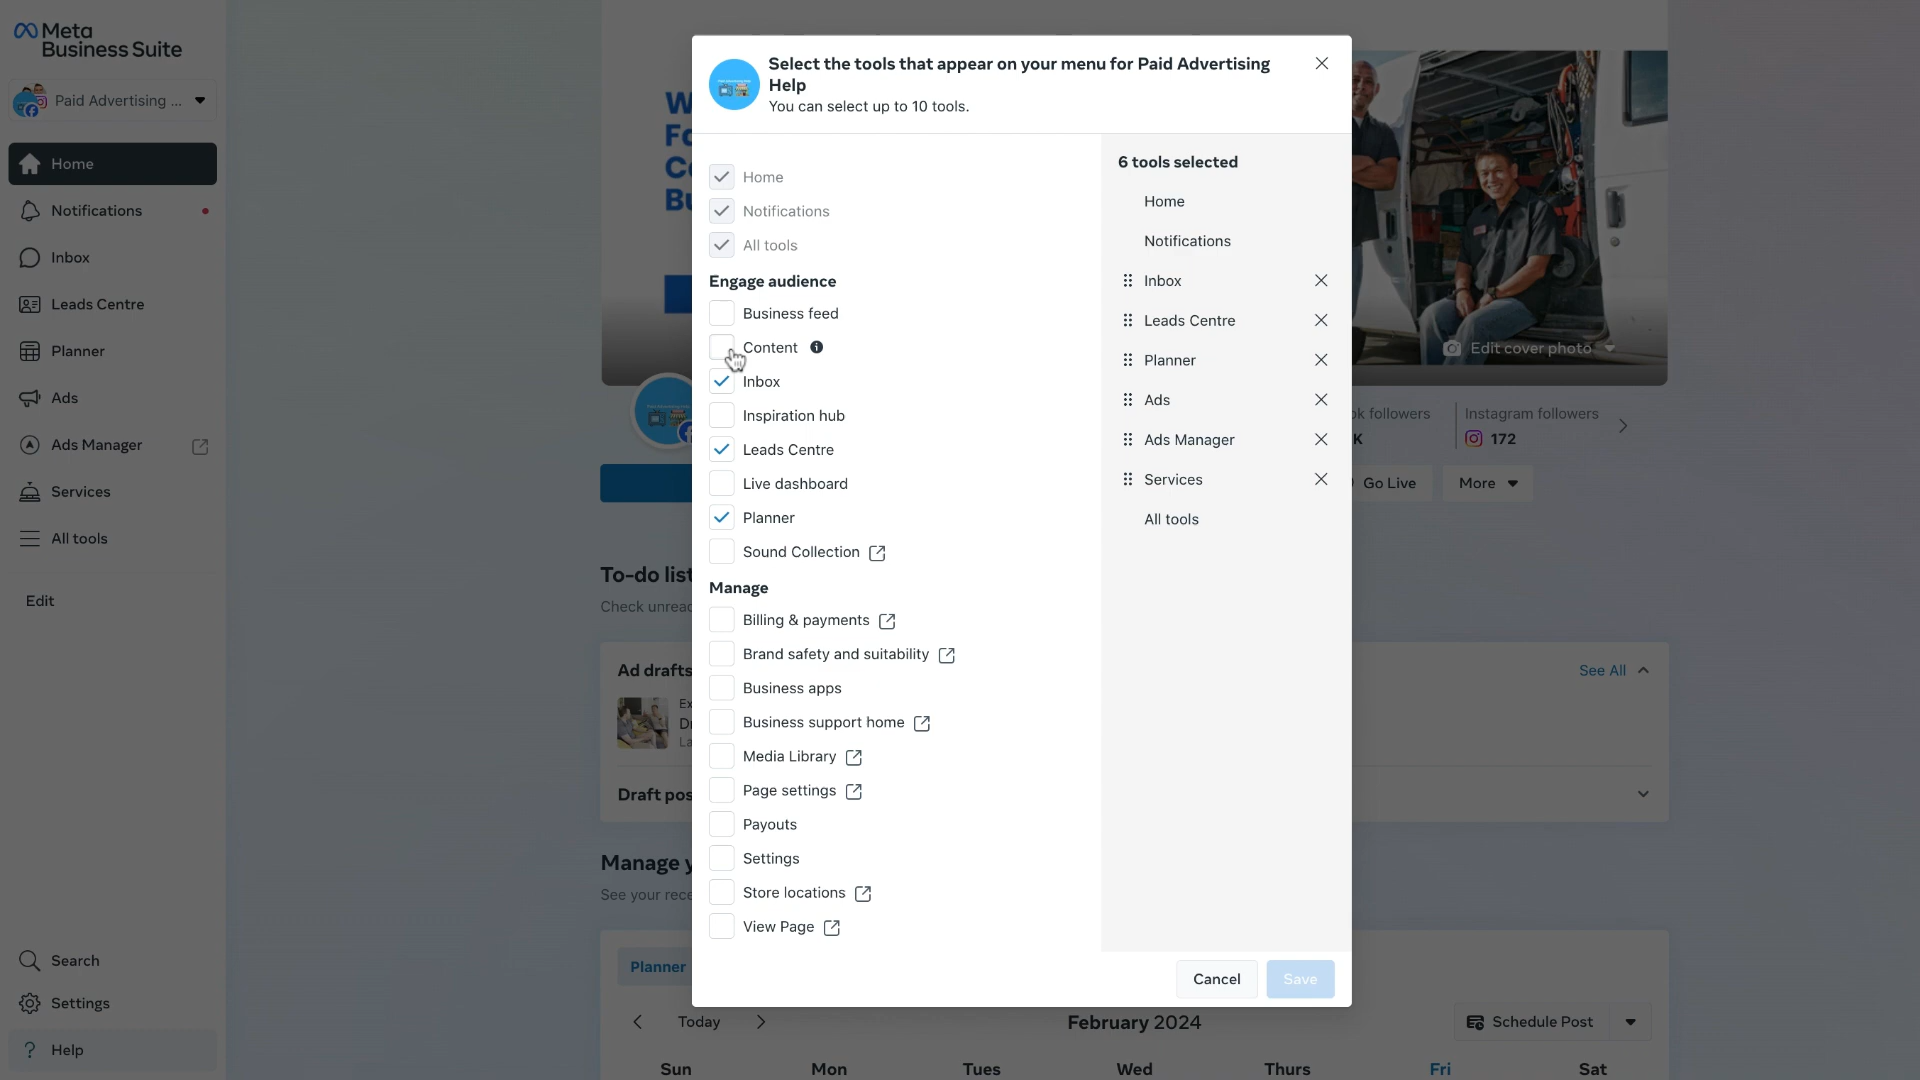 Meta
Business Suite
Paid Advertising ...
Home
Notifications
Inbox
Leads Centre
Planner
Ads
Ads Manager
Services
All tools
Edit
Search
Settings
Help
Select the tools that appear on your menu for Paid Advertising
Help
You can select up to 10 tools.
Home
Notifications
All tools
Engage audience
Business feed
Content
Inbox
Inspiration hub
Leads Centre
Live dashboard
Planner
Sound Collection
Manage
Billing & payments
Brand safety and suitability
Business apps
Business support home
Media Library
Page settings
Payouts
Settings
Store locations
View Page
6 tools selected
Home
Notifications
Inbox
Leads Centre
Planner
Ads
Ads Manager
Services
All tools
Cancel
Save
Edit cover photo
followers
Instagram followers
K
172
Go Live
More
To-do list
Check
Ad drafts
See All
Draft
Manage
See your
Planner
Today
February 2024
Schedule Post
Sun
Mon
Tues
Wed
Thurs
Fri
Sat